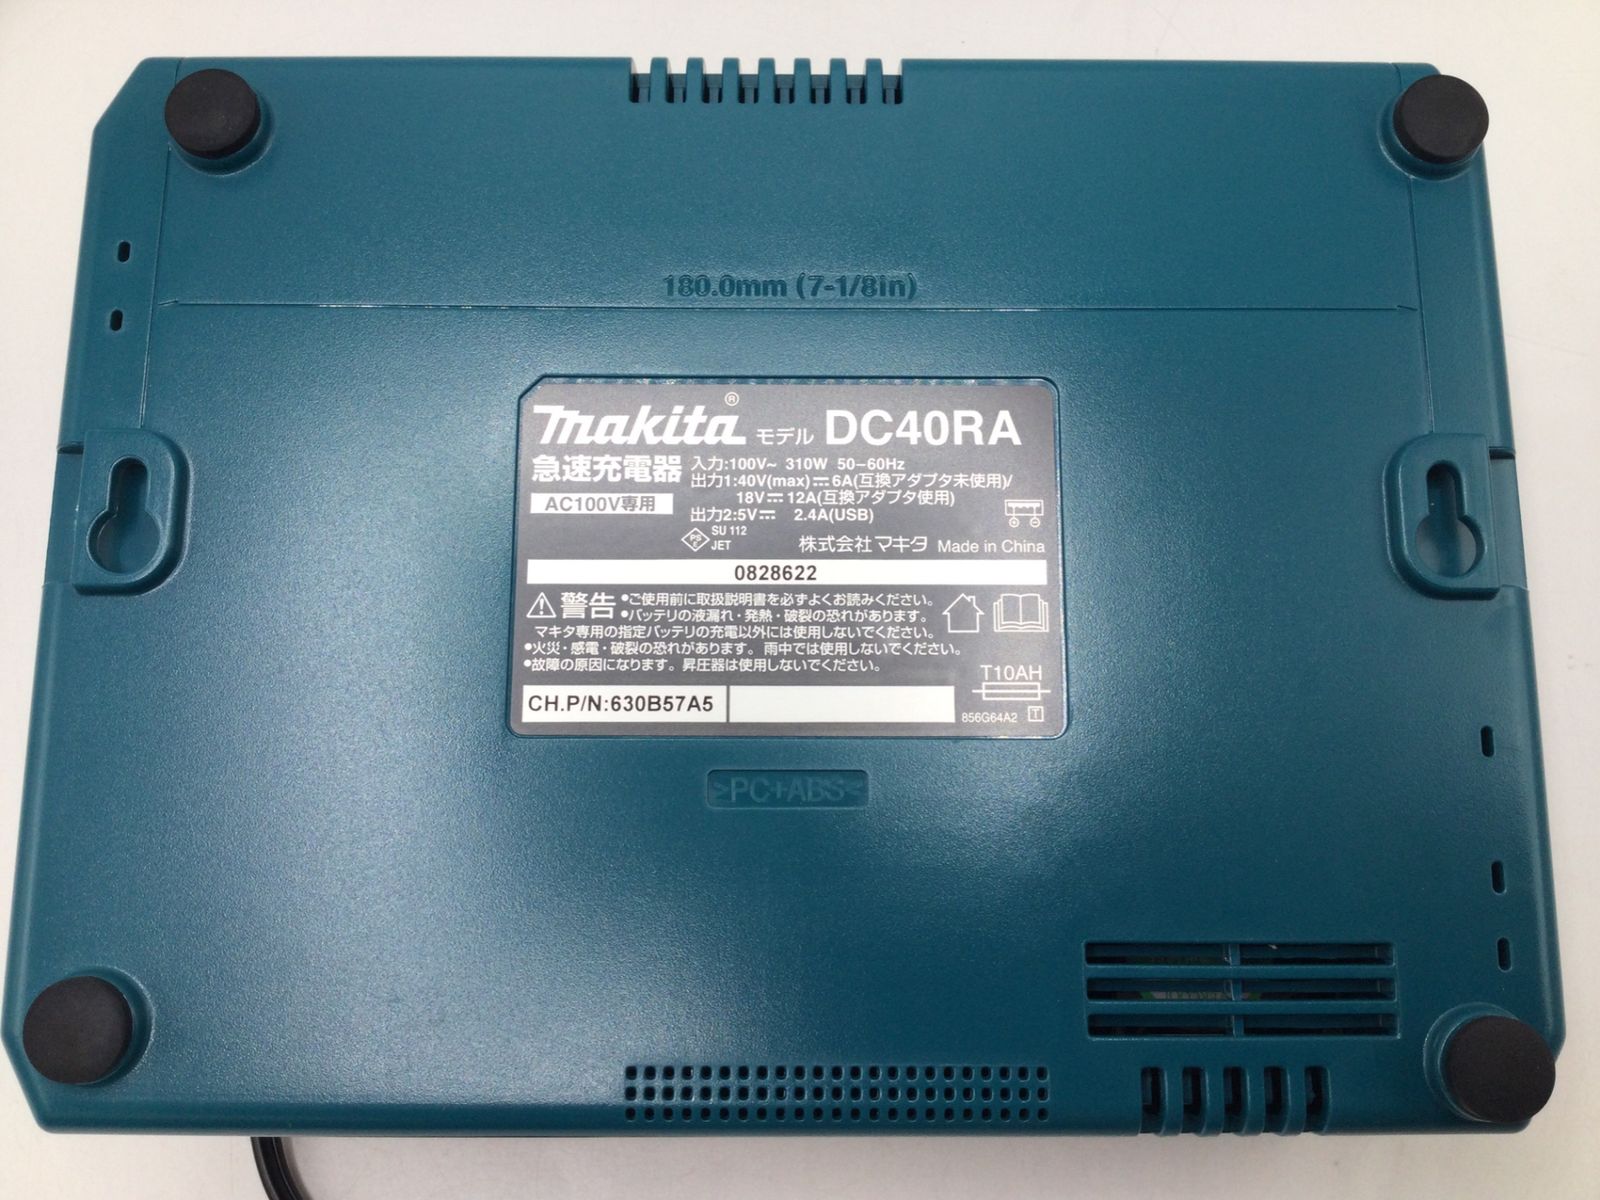 180.0mm (7-1/8in)
makita® モデル DC40RA
急速充電器
AC100V専用
入力:100V~ 310W 50-60Hz
出力1:40V(max)⎓6A(互換アダプタ未使用)/
18V⎓12A(互換アダプタ使用)
出力2:5V⎓ 2.4A(USB)
PS
E
SU 112
JET
株式会社マキタ Made in China
0828622
警告 •ご使用前に取扱説明書を必ずよくお読みください。
•バッテリの液漏れ・発熱・破裂の恐れがあります。
マキタ専用の指定バッテリの充電以外には使用しないでください。
•火災・感電・破裂の恐れがあります。雨中では使用しないでください。
•故障の原因になります。昇圧器は使用しないでください。
T10AH
CH.P/N:630B57A5
856G64A2 T
>PC+ABS<